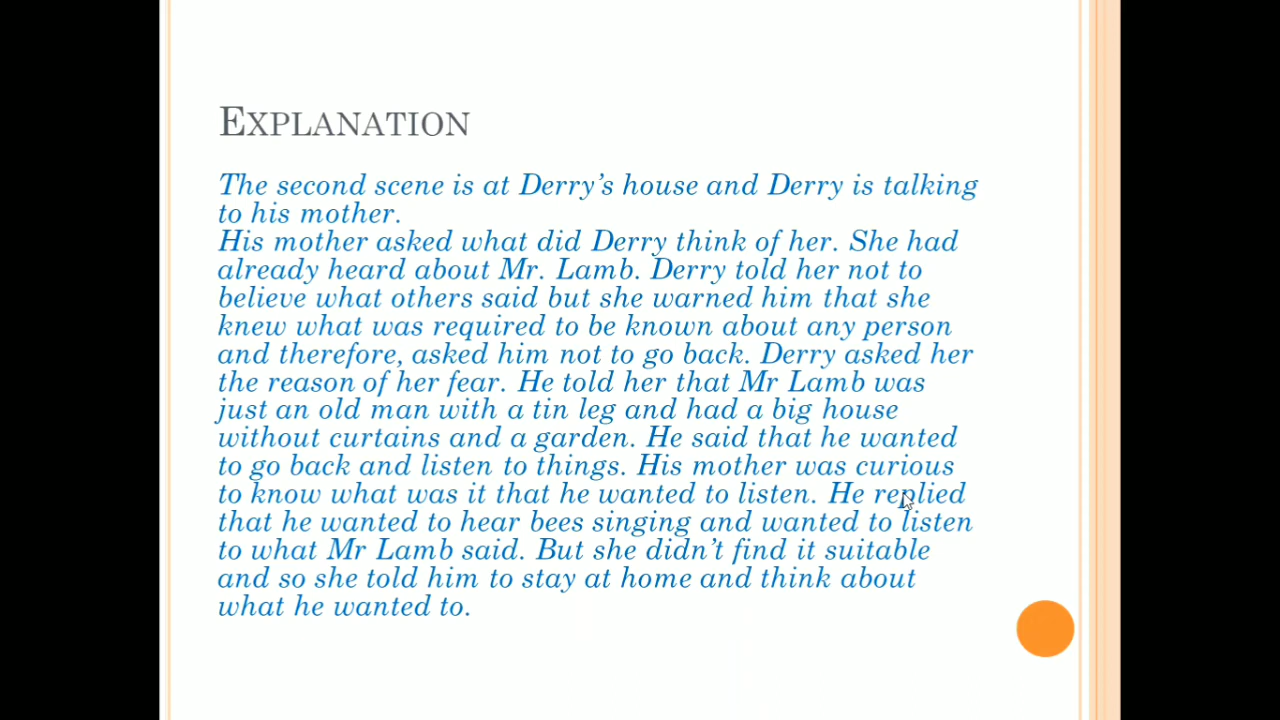 EXPLANATION
The second scene is at Derry's house and Derry is talking
to his mother.
His mother asked what did Derry think of her. She had
already heard about Mr. Lamb. Derry told her not to
believe what others said but she warned him that she
knew what was required to be known about any person
and therefore, asked him not to go back. Derry asked her
the reason of her fear. He told her that Mr Lamb was
just an old man with a tin leg and had a big house
without curtains and a garden. He said that he wanted
to go back and listen to things. His mother was curious
to know what was it that he wanted to listen. He replied
that he wanted to hear bees singing and wanted to listen
to what Mr Lamb said. But she didn't find it suitable
and so she told him to stay at home and think about
what he wanted to.